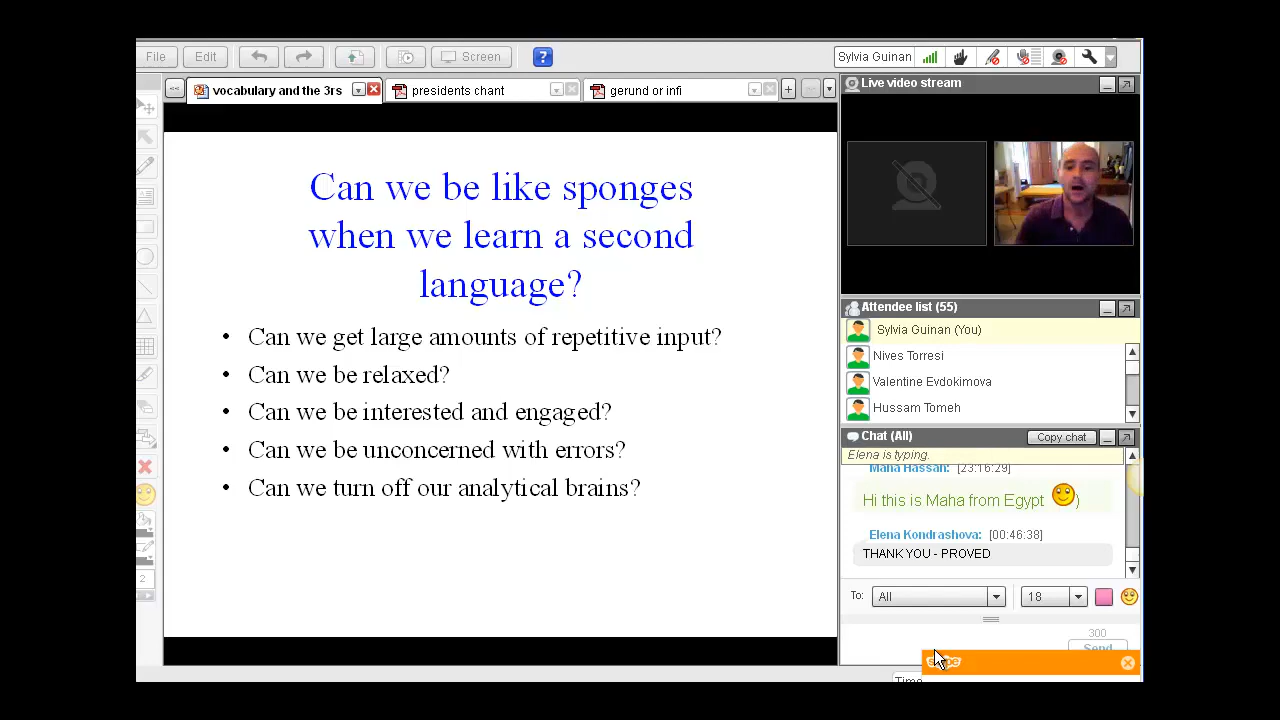 File Edit Screen ? Sylvia Guinan
<< vocabulary and the 3rs presidents chant gerund or infi +
Live video stream
Can we be like sponges
when we learn a second
language?
• Can we get large amounts of repetitive input?
• Can we be relaxed?
• Can we be interested and engaged?
• Can we be unconcerned with errors?
• Can we turn off our analytical brains?
2
Attendee list (55)
Sylvia Guinan (You)
Nives Torresi
Valentine Evdokimova
Hussam Tomeh
Chat (All) Copy chat
Elena is typing.
Maha Hassan: [23:16:29]
Hi this is Maha from Egypt )
Elena Kondrashova: [00:46:38]
THANK YOU - PROVED
To: All 18
300
Send
Time